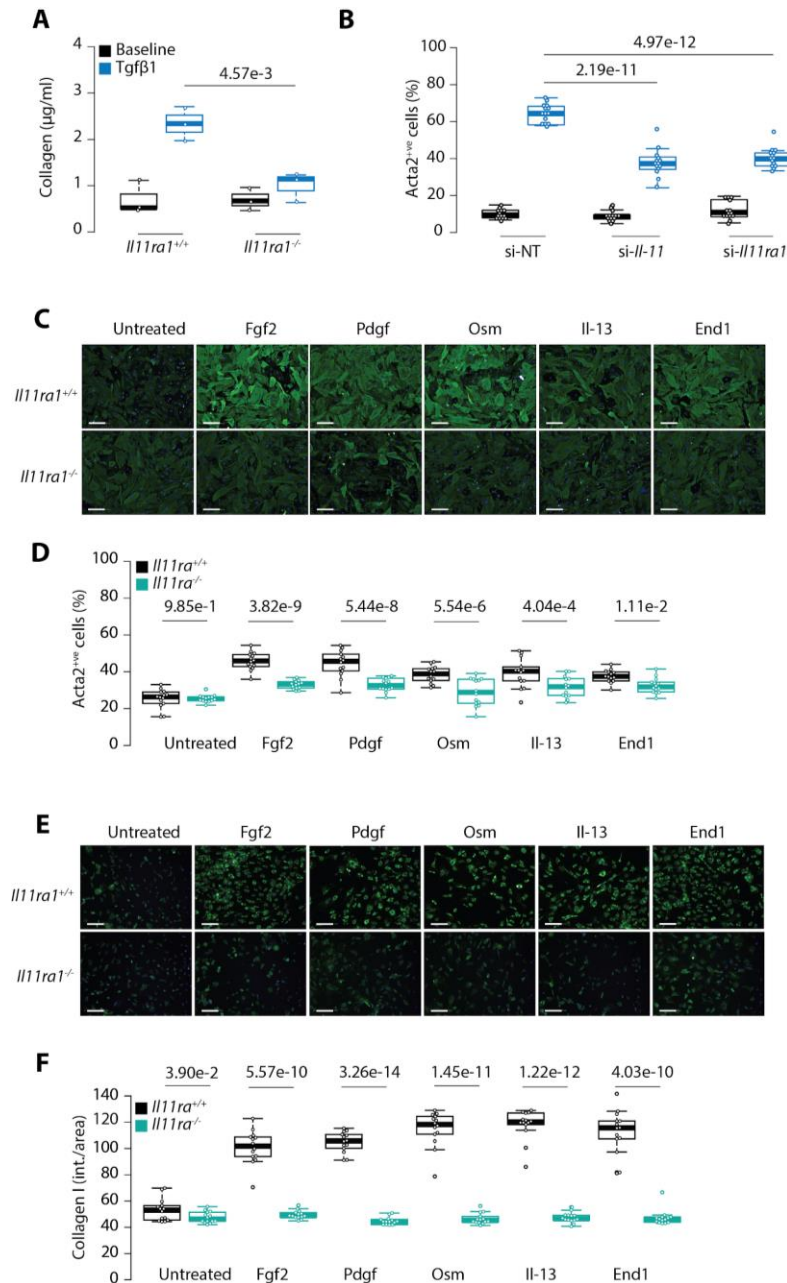 A
Baseline
Tgfβ1
4.57e-3
Collagen (µg/ml)
4
3
2
1
0
Il11ra1+/+
Il11ra1-/-
B
4.97e-12
2.19e-11
Acta2+ve cells (%)
100
80
60
40
20
0
si-NT
si-Il-11
si-Il11ra1
C
Untreated
Fgf2
Pdgf
Osm
Il-13
End1
Il11ra1+/+
Il11ra1-/-
D
Il11ra+/+
Il11ra-/-
9.85e-1
3.82e-9
5.44e-8
5.54e-6
4.04e-4
1.11e-2
Acta2+ve cells (%)
100
80
60
40
20
0
Untreated
Fgf2
Pdgf
Osm
Il-13
End1
E
Untreated
Fgf2
Pdgf
Osm
Il-13
End1
Il11ra1+/+
Il11ra1-/-
F
3.90e-2
5.57e-10
3.26e-14
1.45e-11
1.22e-12
4.03e-10
Il11ra+/+
Il11ra-/-
Collagen I (int./area)
140
120
100
80
60
40
20
0
Untreated
Fgf2
Pdgf
Osm
Il-13
End1